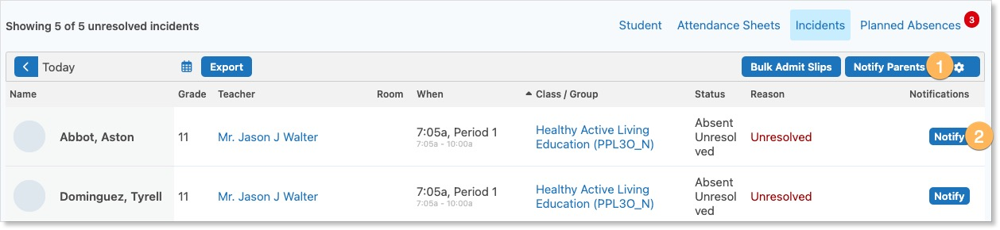 Showing 5 of 5 unresolved incidents
Student Attendance Sheets Incidents Planned Absences 3
Today Export Bulk Admit Slips Notify Parents 1
Name Grade Teacher Room When Class / Group Status Reason Notifications
Abbot, Aston 11 Mr. Jason J Walter 7:05a, Period 1
7:05a - 10:00a
Healthy Active Living
Education (PPL3O_N)
Absent
Unresol
ved
Unresolved Notify 2
Dominguez, Tyrell 11 Mr. Jason J Walter 7:05a, Period 1
7:05a - 10:00a
Healthy Active Living
Education (PPL3O_N)
Absent
Unresol
ved
Unresolved Notify